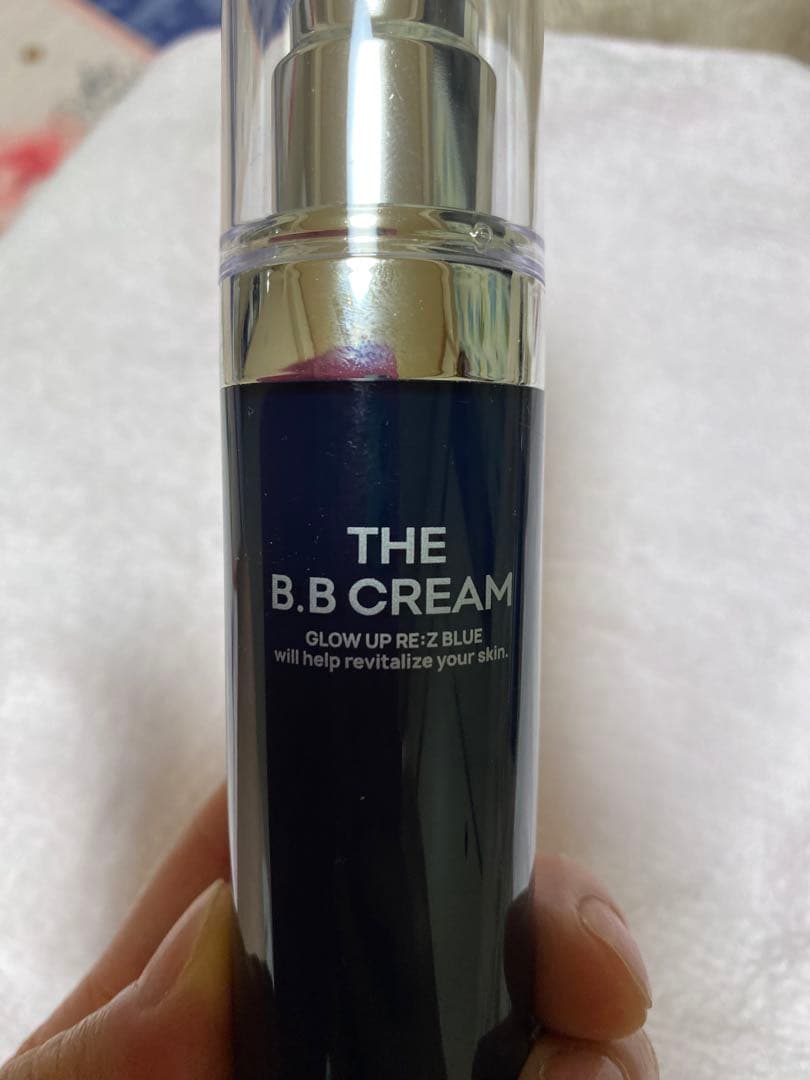 THE
B.B CREAM
GLOW UP RE:Z BLUE
will help revitalize your skin.